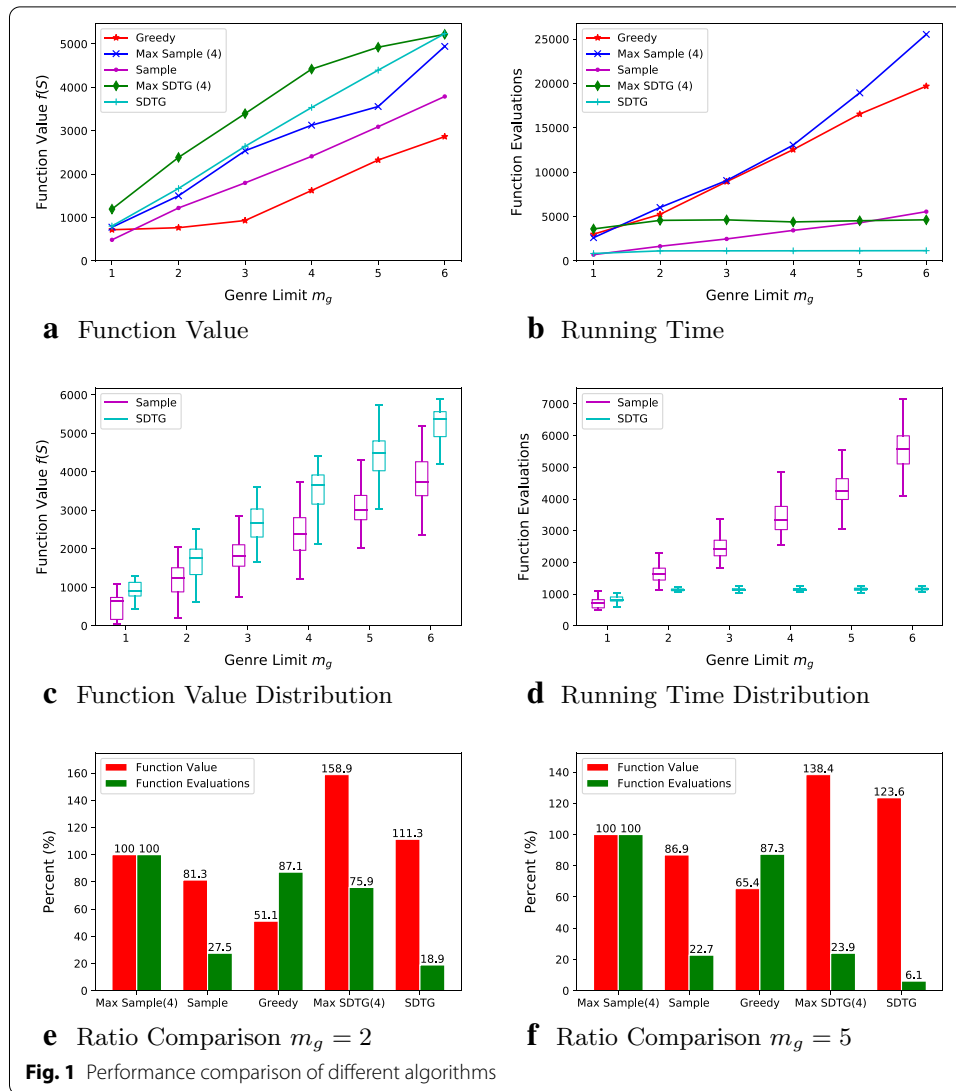 Greedy
Max Sample (4)
Sample
Max SDTG (4)
SDTG
5000
4000
3000
2000
1000
0
Function Value f(S)
1 2 3 4 5 6
Genre Limit m_g
a Function Value
Greedy
Max Sample (4)
Sample
Max SDTG (4)
SDTG
25000
20000
15000
10000
5000
0
Function Evaluations
1 2 3 4 5 6
Genre Limit m_g
b Running Time
Sample
SDTG
6000
5000
4000
3000
2000
1000
0
Function Value f(S)
1 2 3 4 5 6
Genre Limit m_g
c Function Value Distribution
Sample
SDTG
7000
6000
5000
4000
3000
2000
1000
0
Function Evaluations
1 2 3 4 5 6
Genre Limit m_g
d Running Time Distribution
Function Value
Function Evaluations
160
140
120
100
80
60
40
20
0
Percent (%)
100 100 81.3 27.5 51.1 87.1 158.9 75.9 111.3 18.9
Max Sample(4) Sample Greedy Max SDTG(4) SDTG
e Ratio Comparison m_g = 2
Function Value
Function Evaluations
140
120
100
80
60
40
20
0
Percent (%)
100 100 86.9 22.7 65.4 87.3 138.4 23.9 123.6 6.1
Max Sample(4) Sample Greedy Max SDTG(4) SDTG
f Ratio Comparison m_g = 5
Fig. 1 Performance comparison of different algorithms